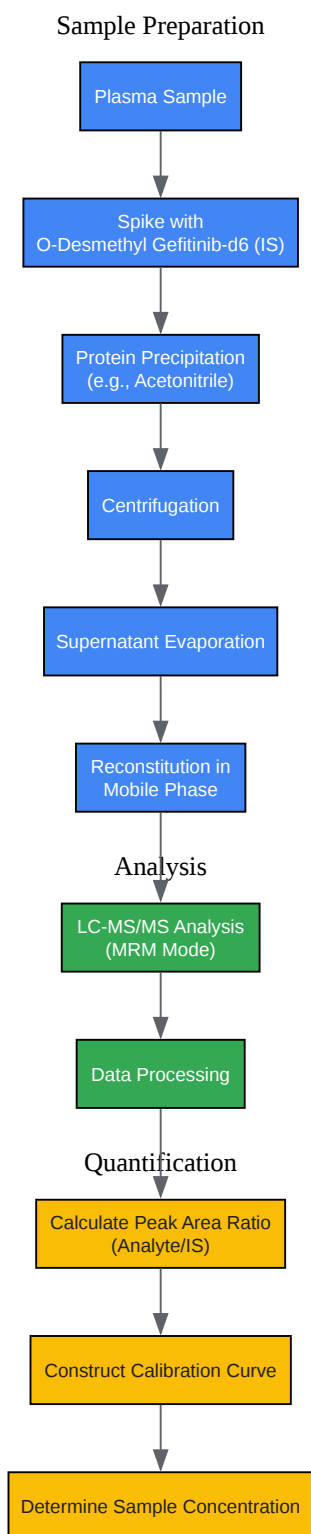 Sample Preparation
Plasma Sample
Spike with
O-Desmethyl Gefitinib-d6 (IS)
Protein Precipitation
(e.g., Acetonitrile)
Centrifugation
Supernatant Evaporation
Reconstitution in
Mobile Phase
Analysis
LC-MS/MS Analysis
(MRM Mode)
Data Processing
Quantification
Calculate Peak Area Ratio
(Analyte/IS)
Construct Calibration Curve
Determine Sample Concentration